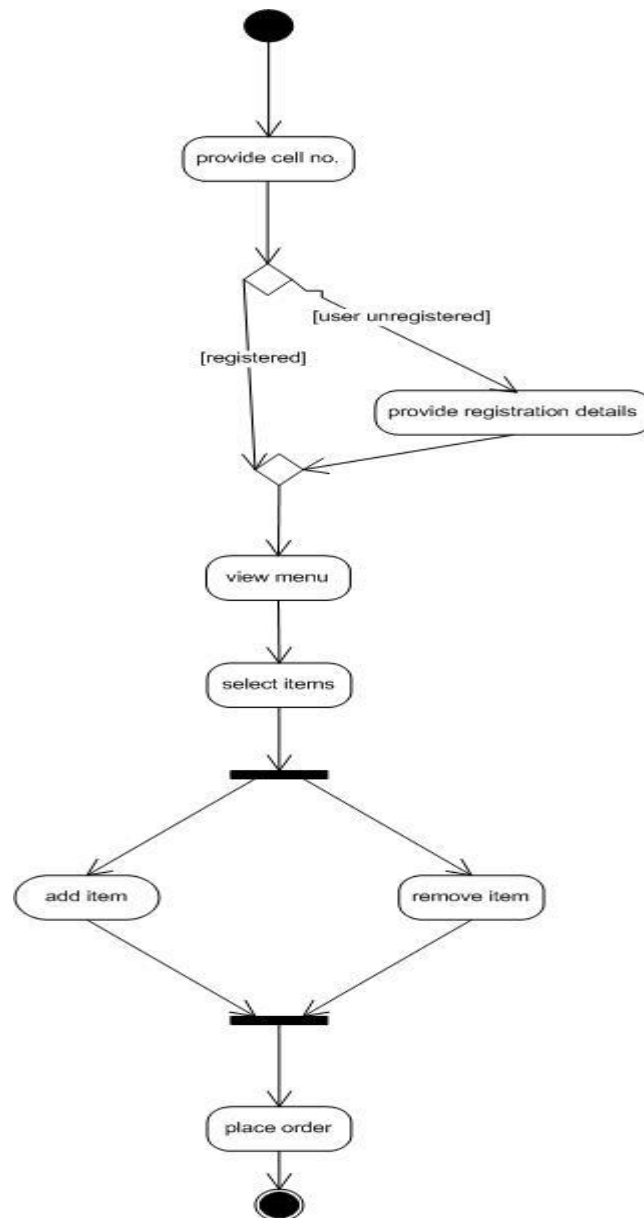 provide cell no.
[user unregistered]
[registered]
provide registration details
view menu
select items
add item
remove item
place order